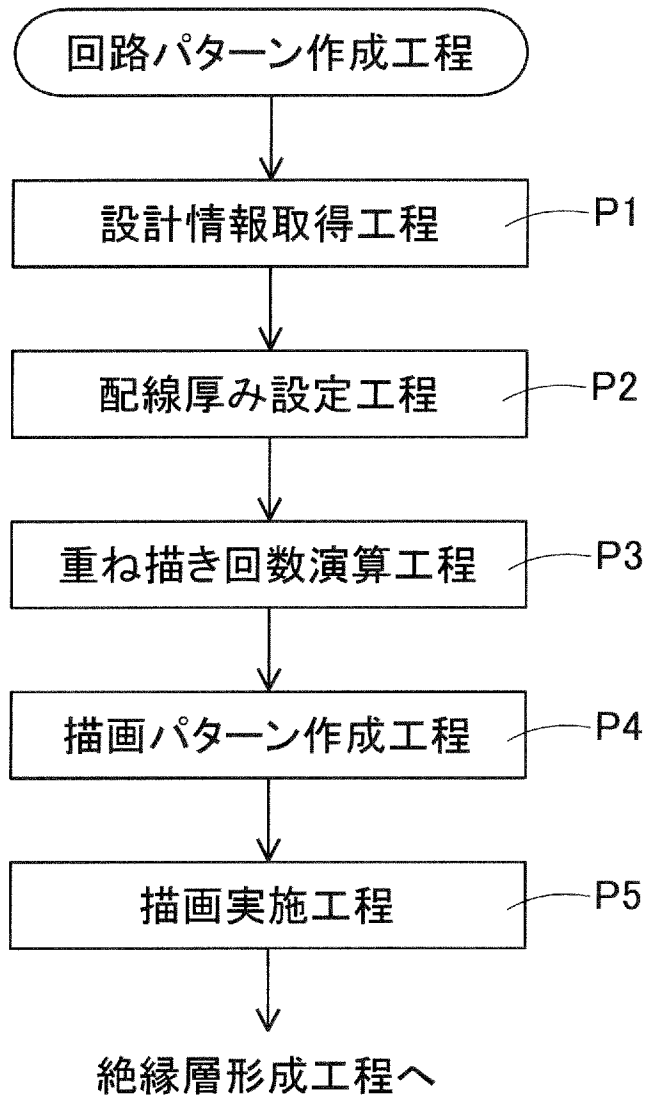 回路パターン作成工程
設計情報取得工程 P1
配線厚み設定工程 P2
重ね描き回数演算工程 P3
描画パターン作成工程 P4
描画実施工程 P5
絶縁層形成工程へ